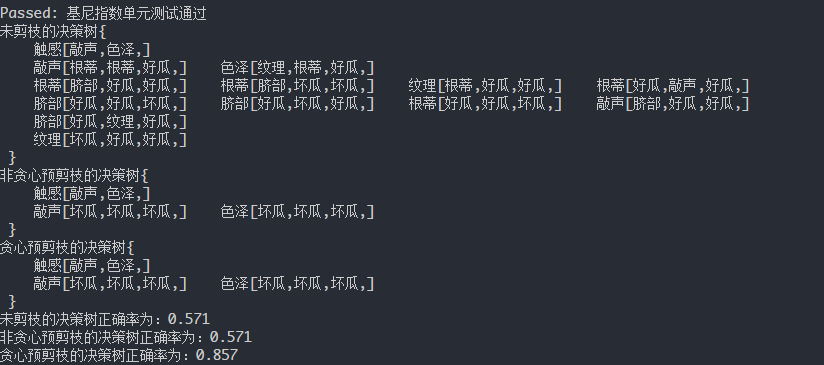 Passed: 基尼指数单元测试通过
未剪枝的决策树{
    触感[敲声,色泽,]
    敲声[根蒂,根蒂,好瓜,]    色泽[纹理,根蒂,好瓜,]
    根蒂[脐部,好瓜,好瓜,]    根蒂[脐部,坏瓜,坏瓜,]    纹理[根蒂,好瓜,好瓜,]    根蒂[好瓜,敲声,好瓜,]
    脐部[好瓜,好瓜,坏瓜,]    脐部[好瓜,坏瓜,好瓜,]    根蒂[好瓜,好瓜,坏瓜,]    敲声[脐部,好瓜,好瓜,]
    脐部[好瓜,纹理,好瓜,]
    纹理[坏瓜,好瓜,好瓜,]
 }
非贪心预剪枝的决策树{
    触感[敲声,色泽,]
    敲声[坏瓜,坏瓜,坏瓜,]    色泽[坏瓜,坏瓜,坏瓜,]
 }
贪心预剪枝的决策树{
    触感[敲声,色泽,]
    敲声[坏瓜,坏瓜,坏瓜,]    色泽[坏瓜,坏瓜,坏瓜,]
 }
未剪枝的决策树正确率为：0.571
非贪心预剪枝的决策树正确率为：0.571
贪心预剪枝的决策树正确率为：0.857